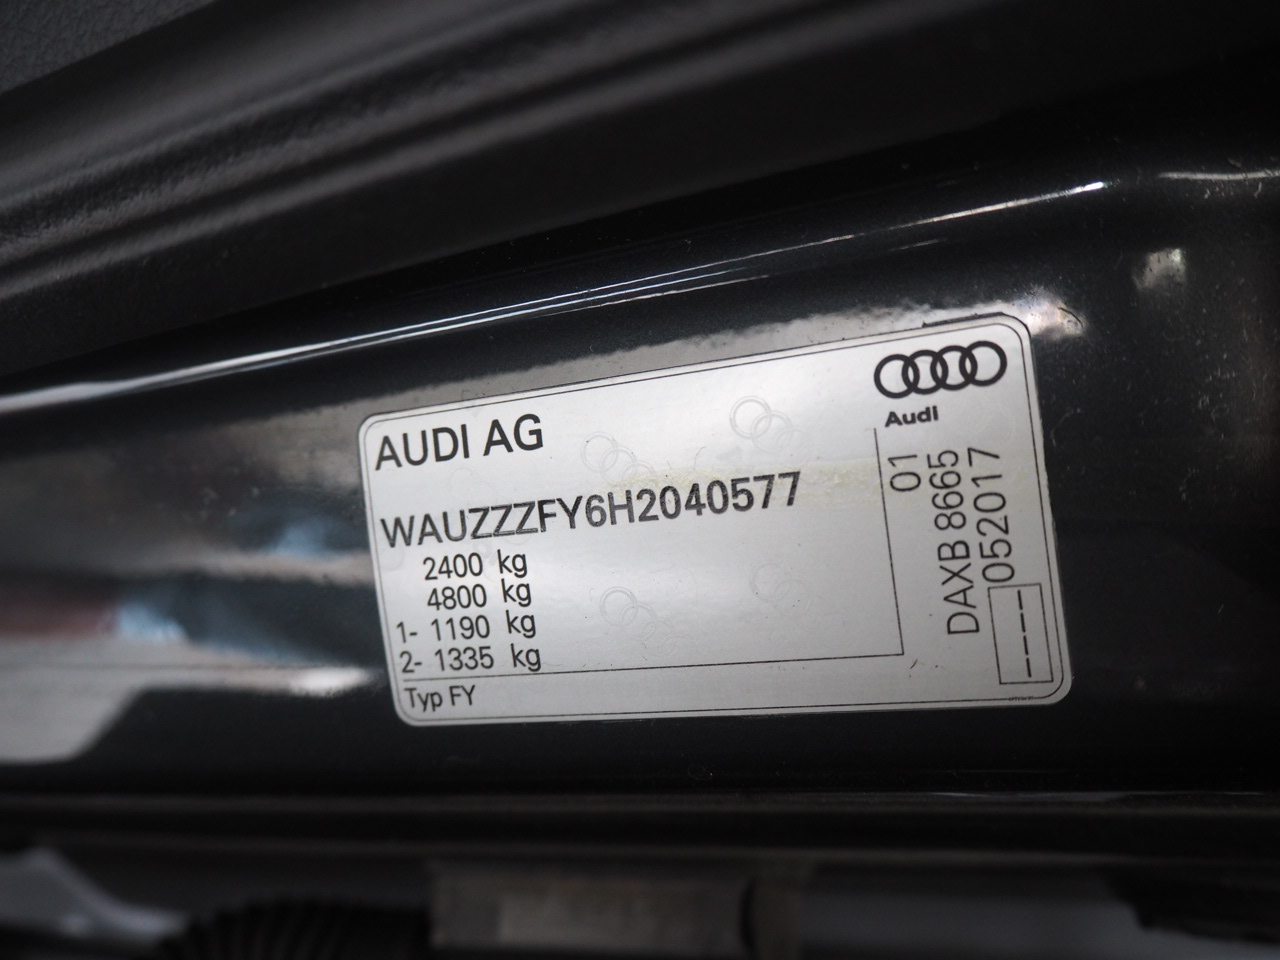 AUDI AG
WAUZZZFY6H2040577
2400 kg
4800 kg
1- 1190 kg
2- 1335 kg
Typ FY
Audi
01
DAXB 8665
052017
----